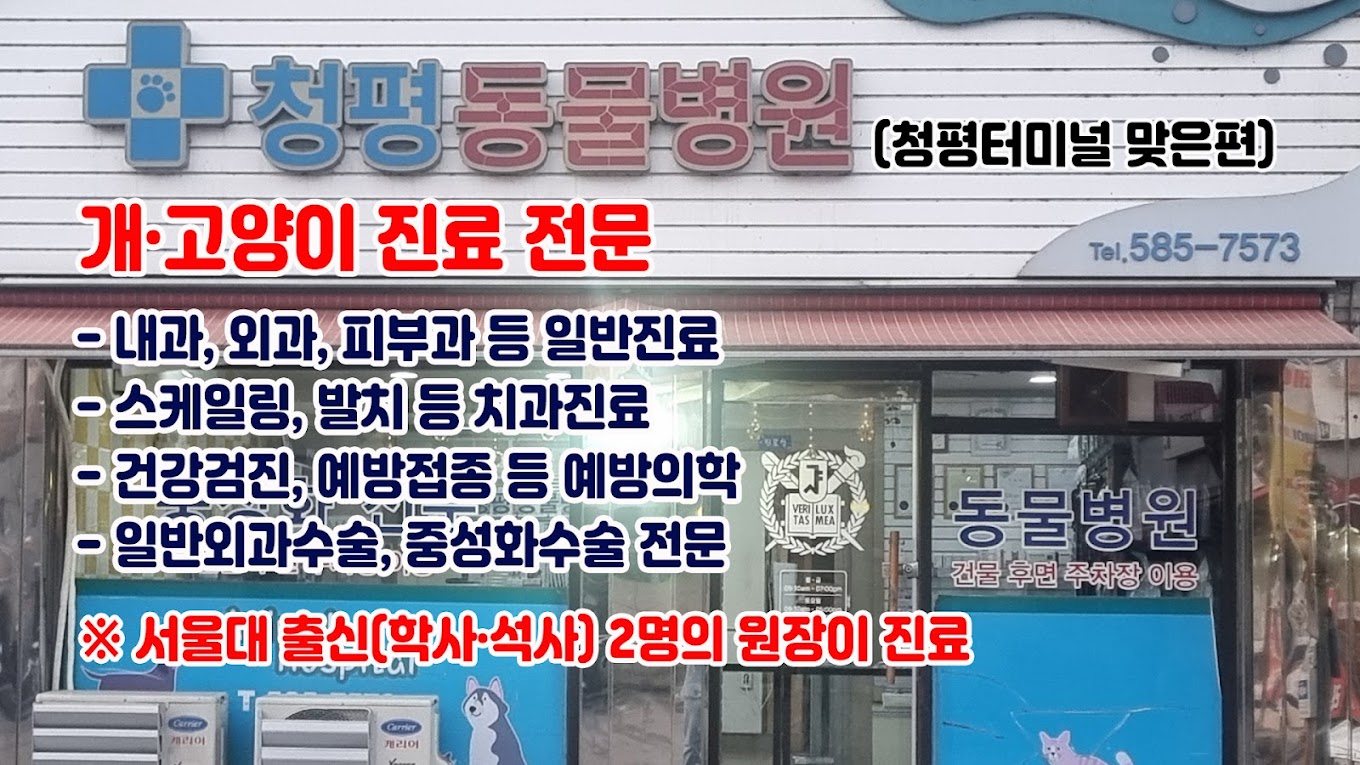 청평동물병원
(청평터미널 맞은편)
개·고양이 진료 전문
Tel. 585-7573
- 내과, 외과, 피부과 등 일반진료
- 스케일링, 발치 등 치과진료
- 건강검진, 예방접종 등 예방의학
- 일반외과수술, 중성화수술 전문
※ 서울대 출신(학사·석사) 2명의 원장이 진료
VERI LUX
TAS MEA
동물병원
건물 후면 주차장 이용
Hospital
Carrier
캐리어
Carrier
캐리어